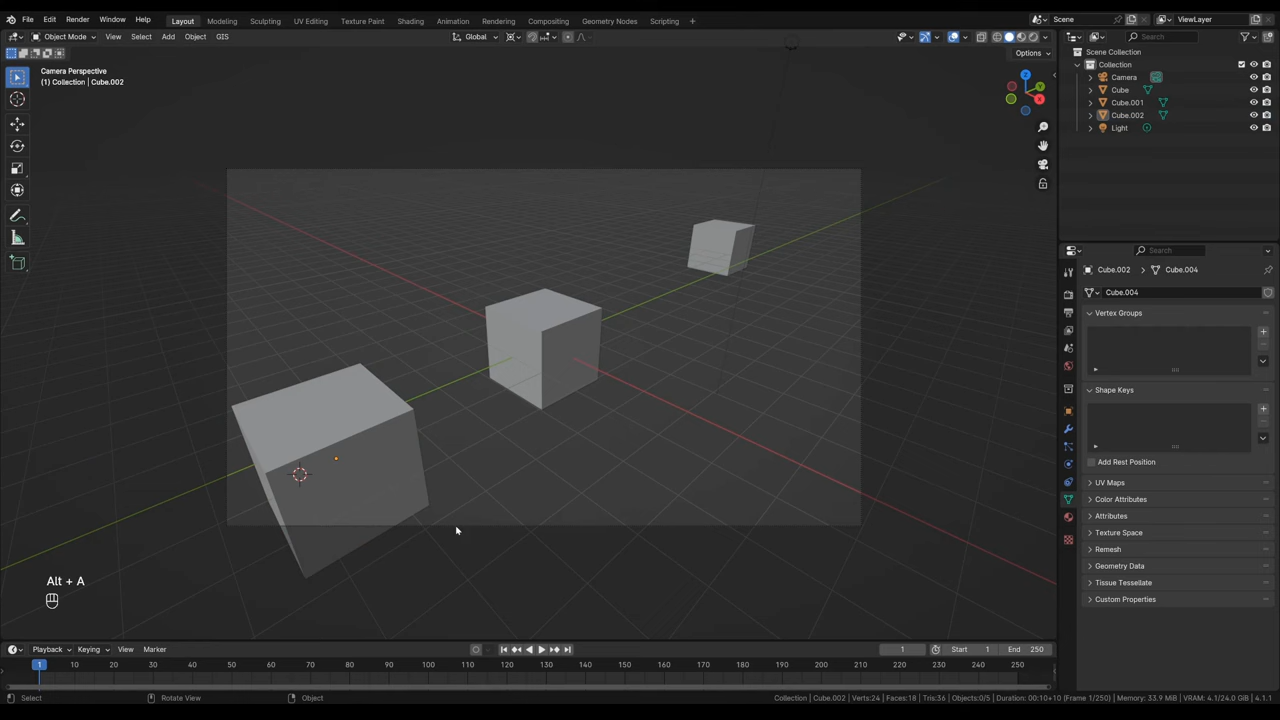 File Edit Render Window Help Layout Modeling Sculpting UV Editing Texture Paint Shading Animation Rendering Compositing Geometry Nodes Scripting + Scene ViewLayer
Object Mode View Select Add Object GIS Global Search
Options
Camera Perspective
(1) Collection | Cube.002
Z
Y
X
Scene Collection
Collection
Camera
Cube
Cube.001
Cube.002
Light
Search
Cube.002 > Cube.004
Cube.004
Vertex Groups
Shape Keys
Add Rest Position
UV Maps
Color Attributes
Attributes
Texture Space
Remesh
Geometry Data
Tissue Tessellate
Custom Properties
Alt + A
Playback Keying View Marker 1 Start 1 End 250
1 10 20 30 40 50 60 70 80 90 100 110 120 130 140 150 160 170 180 190 200 210 220 230 240 250
Select Rotate View Object Collection | Cube.002 | Verts:24 | Faces:18 | Tris:36 | Objects:0/5 | Duration: 00:10+10 (Frame 1/250) | Memory: 33.9 MiB | VRAM: 4.1/24.0 GiB | 4.1.1